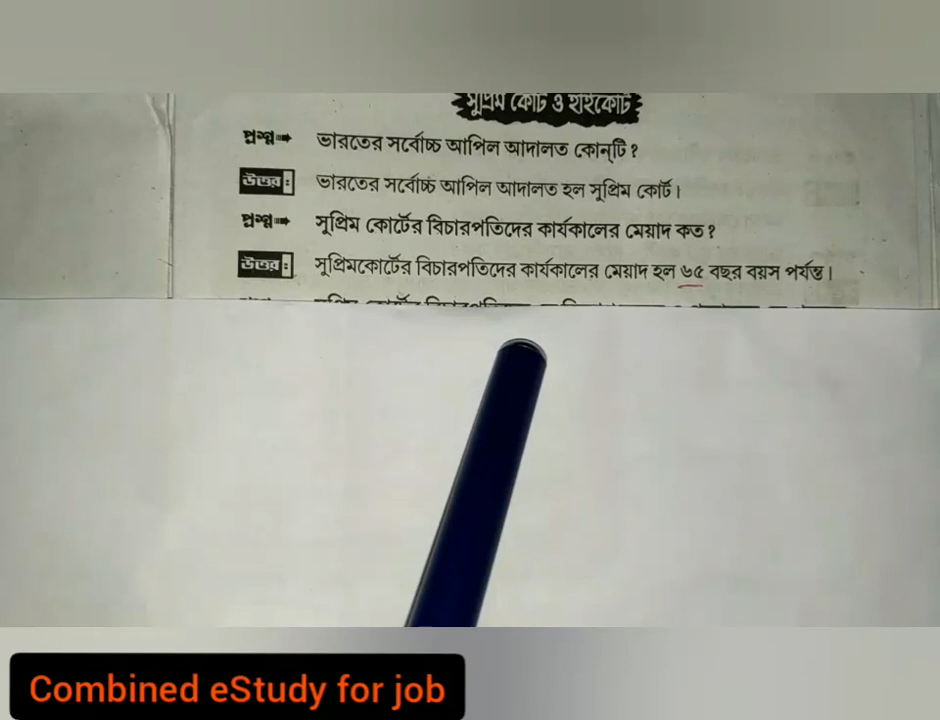 সুপ্রিম কোর্ট ও হাইকোর্ট
প্রশ্ন➠ ভারতের সর্বোচ্চ আপিল আদালত কোন্‌টি?
উত্তর: ভারতের সর্বোচ্চ আপিল আদালত হল সুপ্রিম কোর্ট।
প্রশ্ন➠ সুপ্রিম কোর্টের বিচারপতিদের কার্যকালের মেয়াদ কত?
উত্তর: সুপ্রিমকোর্টের বিচারপতিদের কার্যকালের মেয়াদ হল ৬৫ বছর বয়স পর্যন্ত।
Combined eStudy for job